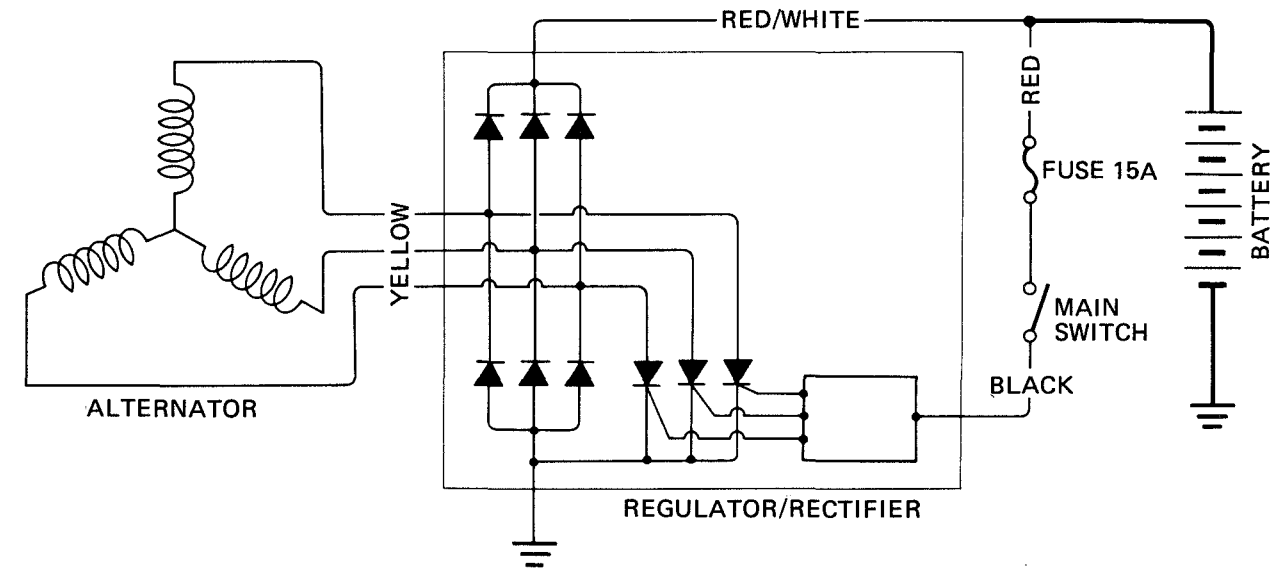 RED/WHITE
RED
FUSE 15A
BATTERY
YELLOW
MAIN
SWITCH
BLACK
ALTERNATOR
REGULATOR/RECTIFIER